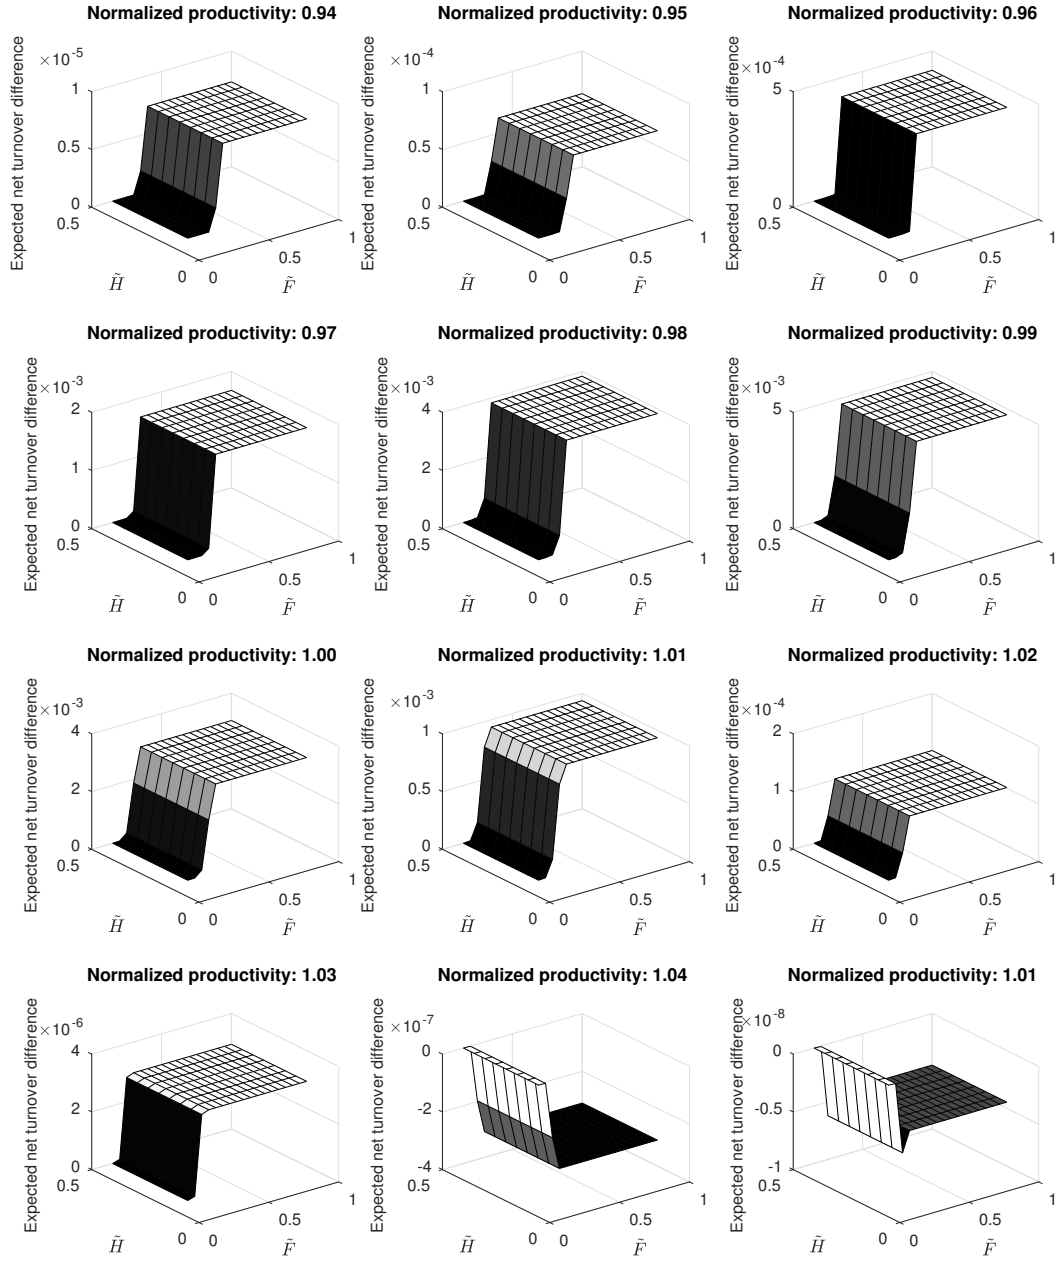 Normalized productivity: 0.94
×10-5
1
0.5
0
0.5
0 0
0.5
1
H̃
F̃
Expected net turnover difference
Normalized productivity: 0.95
×10-4
1
0.5
0
0.5
0 0
0.5
1
H̃
F̃
Expected net turnover difference
Normalized productivity: 0.96
×10-4
5
0
0.5
0 0
0.5
1
H̃
F̃
Expected net turnover difference
Normalized productivity: 0.97
×10-3
2
1
0
0.5
0 0
0.5
1
H̃
F̃
Expected net turnover difference
Normalized productivity: 0.98
×10-3
4
2
0
0.5
0 0
0.5
1
H̃
F̃
Expected net turnover difference
Normalized productivity: 0.99
×10-3
5
0
0.5
0 0
0.5
1
H̃
F̃
Expected net turnover difference
Normalized productivity: 1.00
×10-3
4
2
0
0.5
0 0
0.5
1
H̃
F̃
Expected net turnover difference
Normalized productivity: 1.01
×10-3
1
0.5
0
0.5
0 0
0.5
1
H̃
F̃
Expected net turnover difference
Normalized productivity: 1.02
×10-4
2
1
0
0.5
0 0
0.5
1
H̃
F̃
Expected net turnover difference
Normalized productivity: 1.03
×10-6
4
2
0
0.5
0 0
0.5
1
H̃
F̃
Expected net turnover difference
Normalized productivity: 1.04
×10-7
0
-2
-4
0.5
0 0
0.5
1
H̃
F̃
Expected net turnover difference
Normalized productivity: 1.01
×10-8
0
-0.5
-1
0.5
0 0
0.5
1
H̃
F̃
Expected net turnover difference